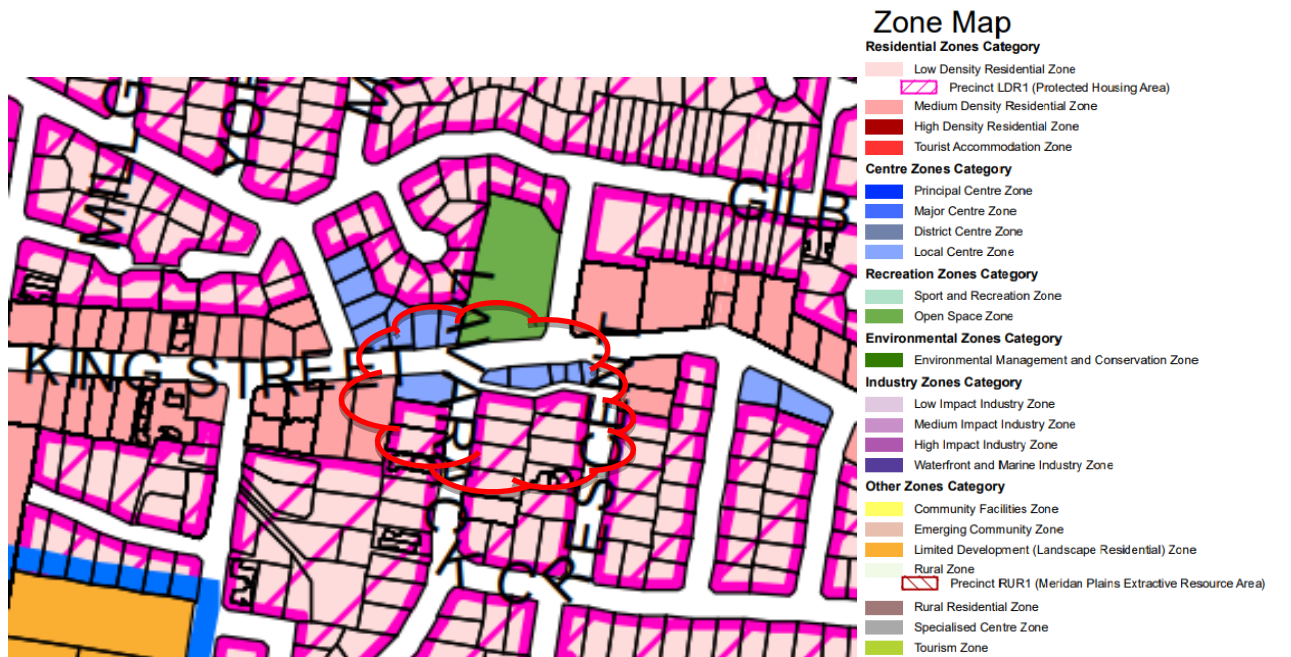 Zone Map
Residential Zones Category
Low Density Residential Zone
Precinct LDR1 (Protected Housing Area)
Medium Density Residential Zone
High Density Residential Zone
Tourist Accommodation Zone
Centre Zones Category
Principal Centre Zone
Major Centre Zone
District Centre Zone
Local Centre Zone
Recreation Zones Category
Sport and Recreation Zone
Open Space Zone
Environmental Zones Category
Environmental Management and Conservation Zone
Industry Zones Category
Low Impact Industry Zone
Medium Impact Industry Zone
High Impact Industry Zone
Waterfront and Marine Industry Zone
Other Zones Category
Community Facilities Zone
Emerging Community Zone
Limited Development (Landscape Residential) Zone
Rural Zone
Precinct RUR1 (Meridan Plains Extractive Resource Area)
Rural Residential Zone
Specialised Centre Zone
Tourism Zone
KING STREET
GILB